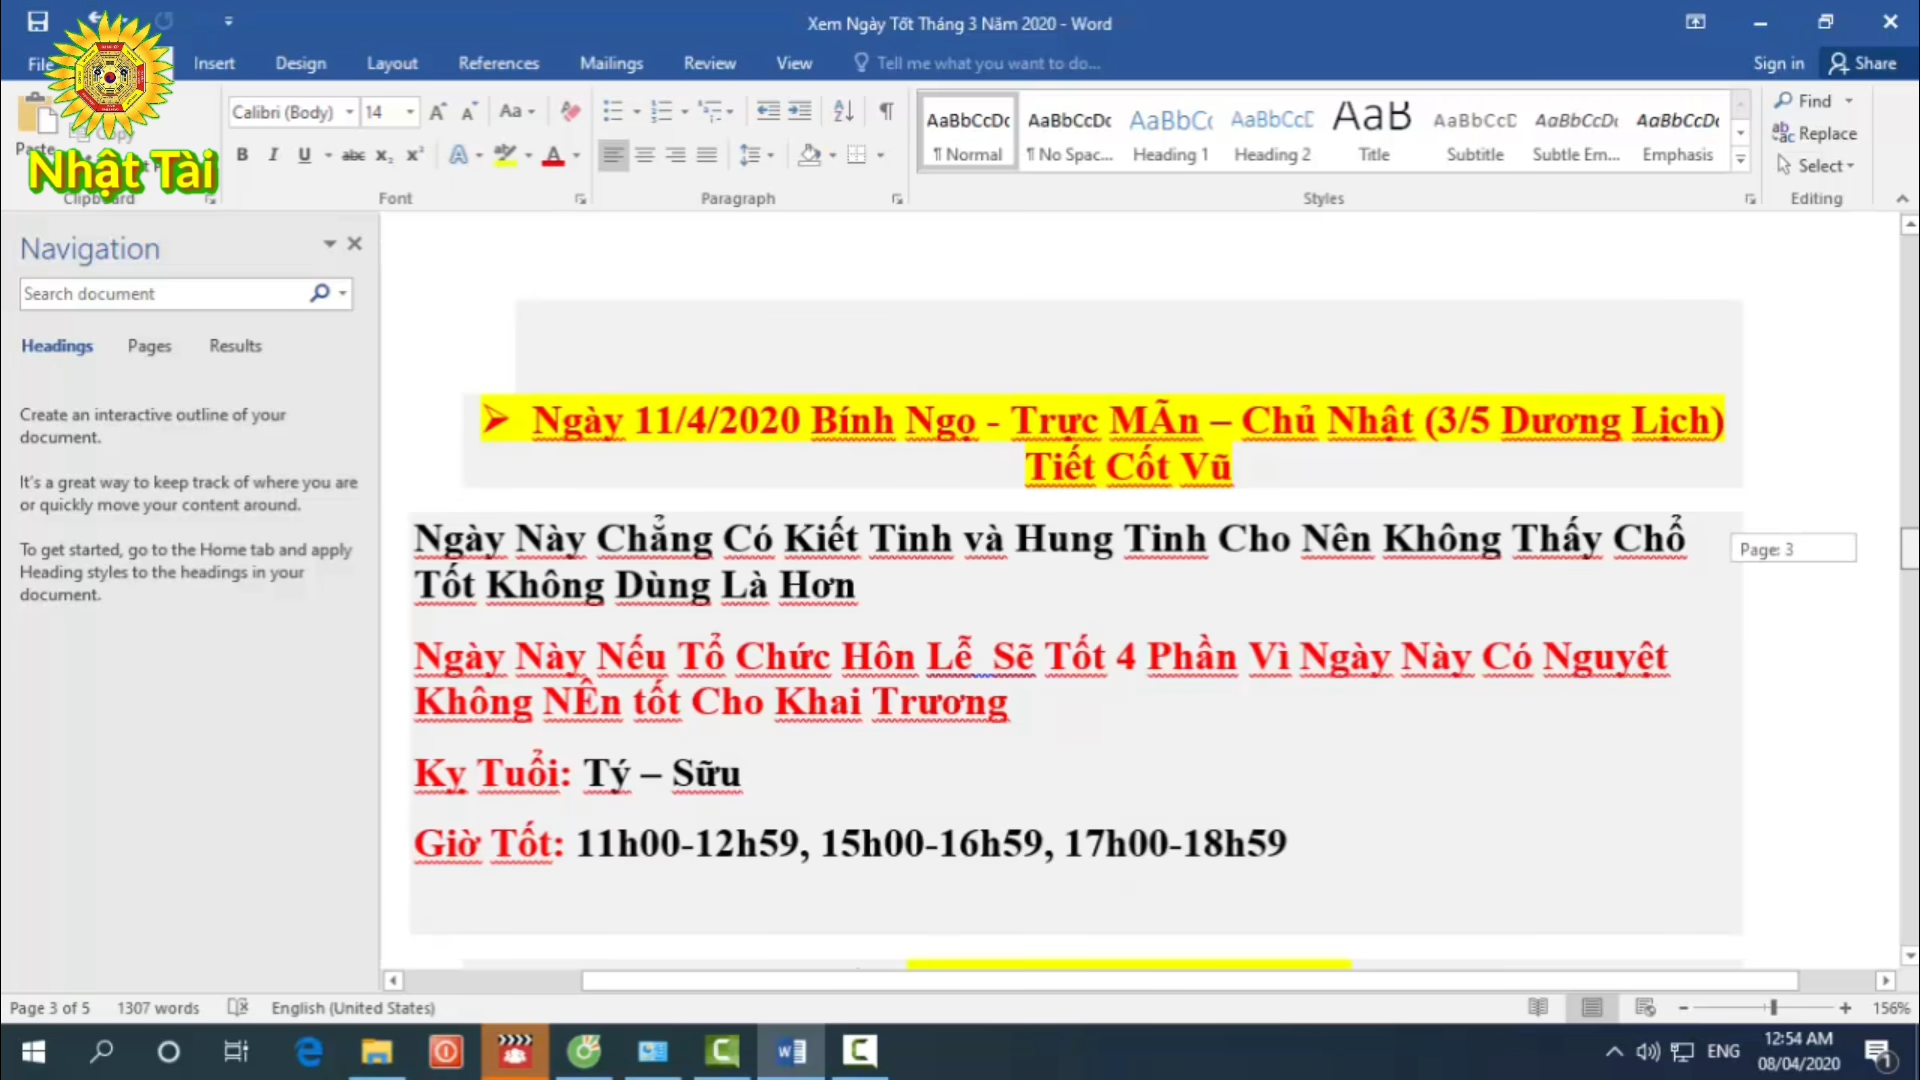 Xem Ngày Tốt Tháng 3 Năm 2020 - Word
File
Insert
Design
Layout
References
Mailings
Review
View
Tell me what you want to do...
Sign in
Share
Nhật Tài
Paste
Copy
Clipboard
Calibri (Body)
14
Font
Paragraph
AaBbCcDc
¶ Normal
AaBbCcDc
¶ No Spac...
AaBbCc
Heading 1
AaBbCcC
Heading 2
AaB
Title
AaBbCcD
Subtitle
AaBbCcDc
Subtle Em...
AaBbCcDc
Emphasis
Styles
Find
Replace
Select
Editing
Navigation
Search document
Headings
Pages
Results
Create an interactive outline of your
document.
It's a great way to keep track of where you are
or quickly move your content around.
To get started, go to the Home tab and apply
Heading styles to the headings in your
document.
➢ Ngày 11/4/2020 Bính Ngọ - Trực MÃn – Chủ Nhật (3/5 Dương Lịch)
Tiết Cốt Vũ
Ngày Này Chẳng Có Kiết Tinh và Hung Tinh Cho Nên Không Thấy Chổ
Tốt Không Dùng Là Hơn
Ngày Này Nếu Tổ Chức Hôn Lễ Sẽ Tốt 4 Phần Vì Ngày Này Có Nguyệt
Không NÊn tốt Cho Khai Trương
Kỵ Tuổi: Tý – Sữu
Giờ Tốt: 11h00-12h59, 15h00-16h59, 17h00-18h59
Page: 3
Page 3 of 5
1307 words
English (United States)
156%
ENG
12:54 AM
08/04/2020
1